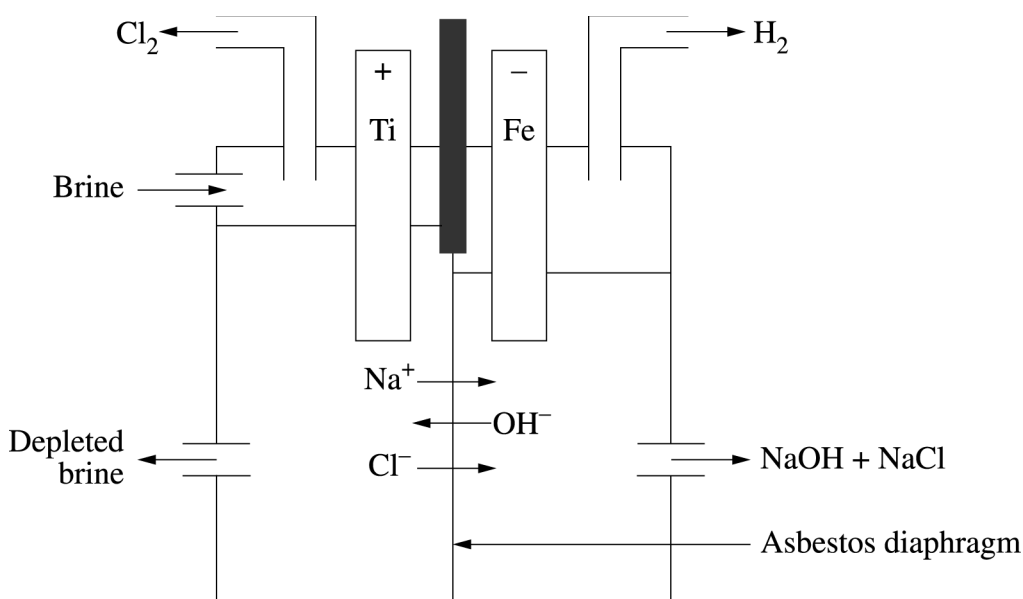 Cl₂
H₂
+
−
Ti
Fe
Brine
Na⁺
OH⁻
Cl⁻
Depleted
brine
NaOH + NaCl
Asbestos diaphragm